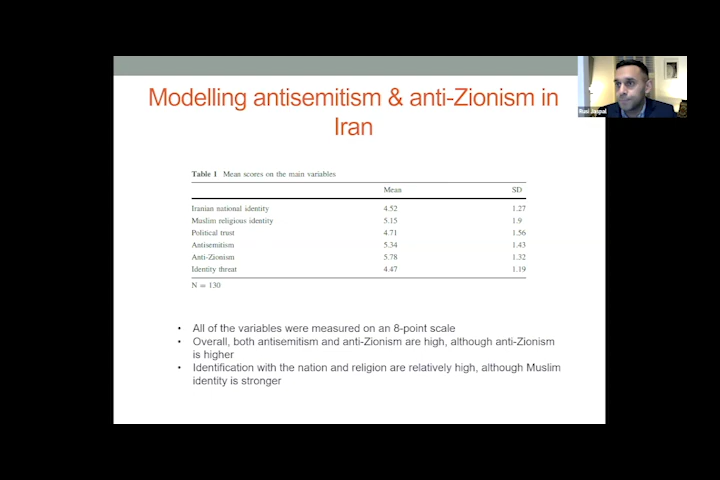 Modelling antisemitism & anti-Zionism in
Iran
Rusi Jaspal
Table 1 Mean scores on the main variables
Mean SD
Iranian national identity 4.52 1.27
Muslim religious identity 5.15 1.9
Political trust 4.71 1.56
Antisemitism 5.34 1.43
Anti-Zionism 5.78 1.32
Identity threat 4.47 1.19
N = 130
• All of the variables were measured on an 8-point scale
• Overall, both antisemitism and anti-Zionism are high, although anti-Zionism
is higher
• Identification with the nation and religion are relatively high, although Muslim
identity is stronger